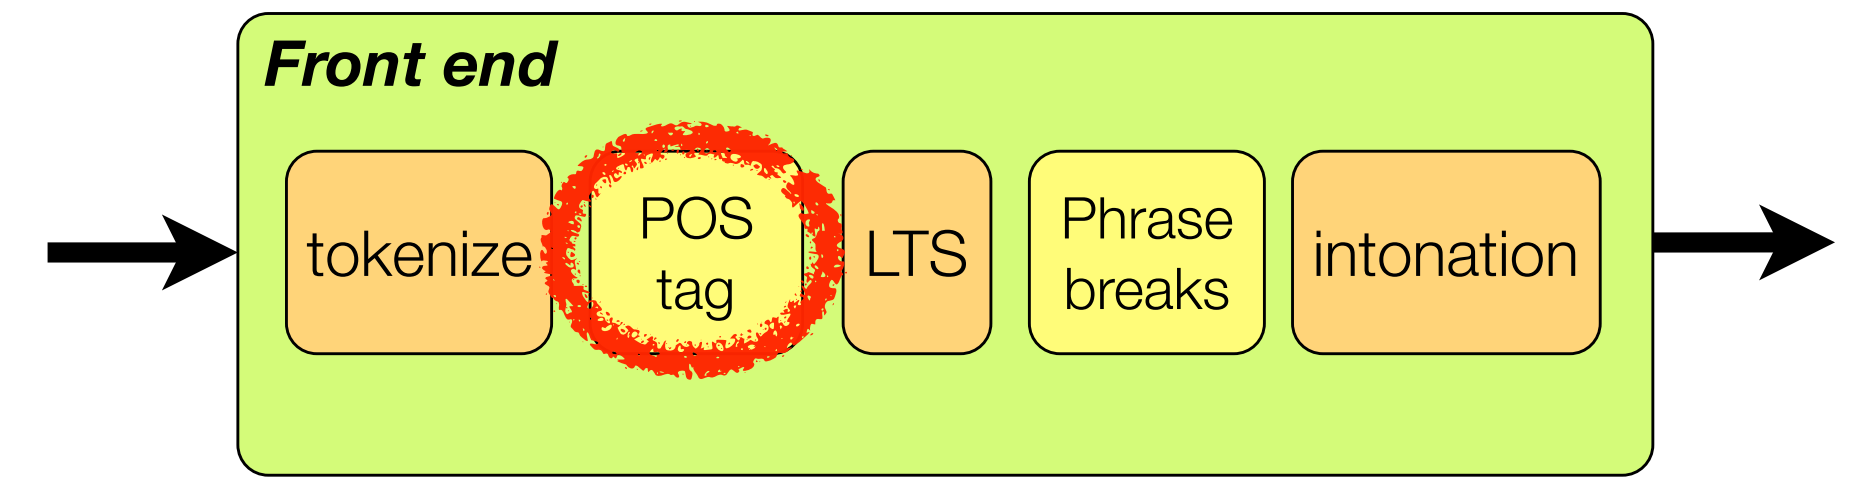 Front end
tokenize
POS
tag
LTS
Phrase
breaks
intonation